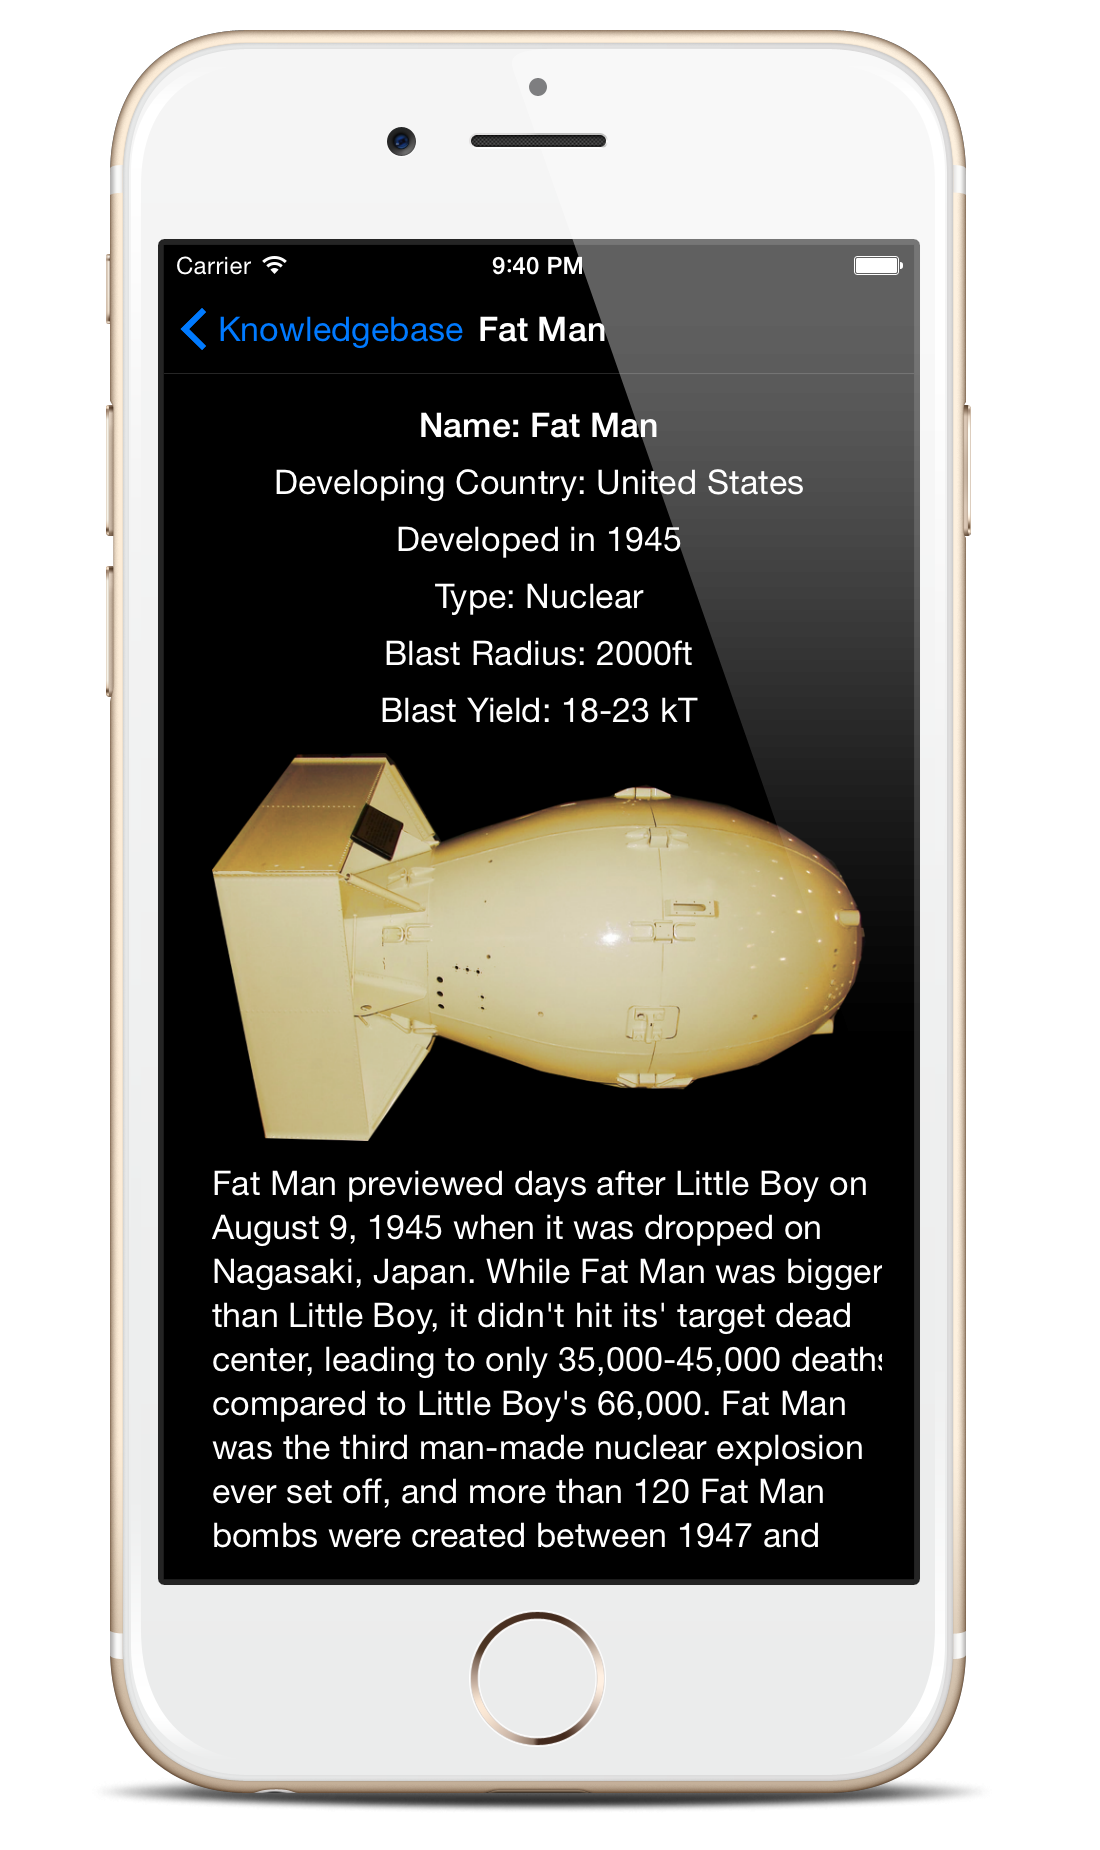 Carrier 9:40 PM
Knowledgebase Fat Man
Name: Fat Man
Developing Country: United States
Developed in 1945
Type: Nuclear
Blast Radius: 2000ft
Blast Yield: 18-23 kT
Fat Man previewed days after Little Boy on
August 9, 1945 when it was dropped on
Nagasaki, Japan. While Fat Man was bigger
than Little Boy, it didn't hit its' target dead
center, leading to only 35,000-45,000 deaths
compared to Little Boy's 66,000. Fat Man
was the third man-made nuclear explosion
ever set off, and more than 120 Fat Man
bombs were created between 1947 and